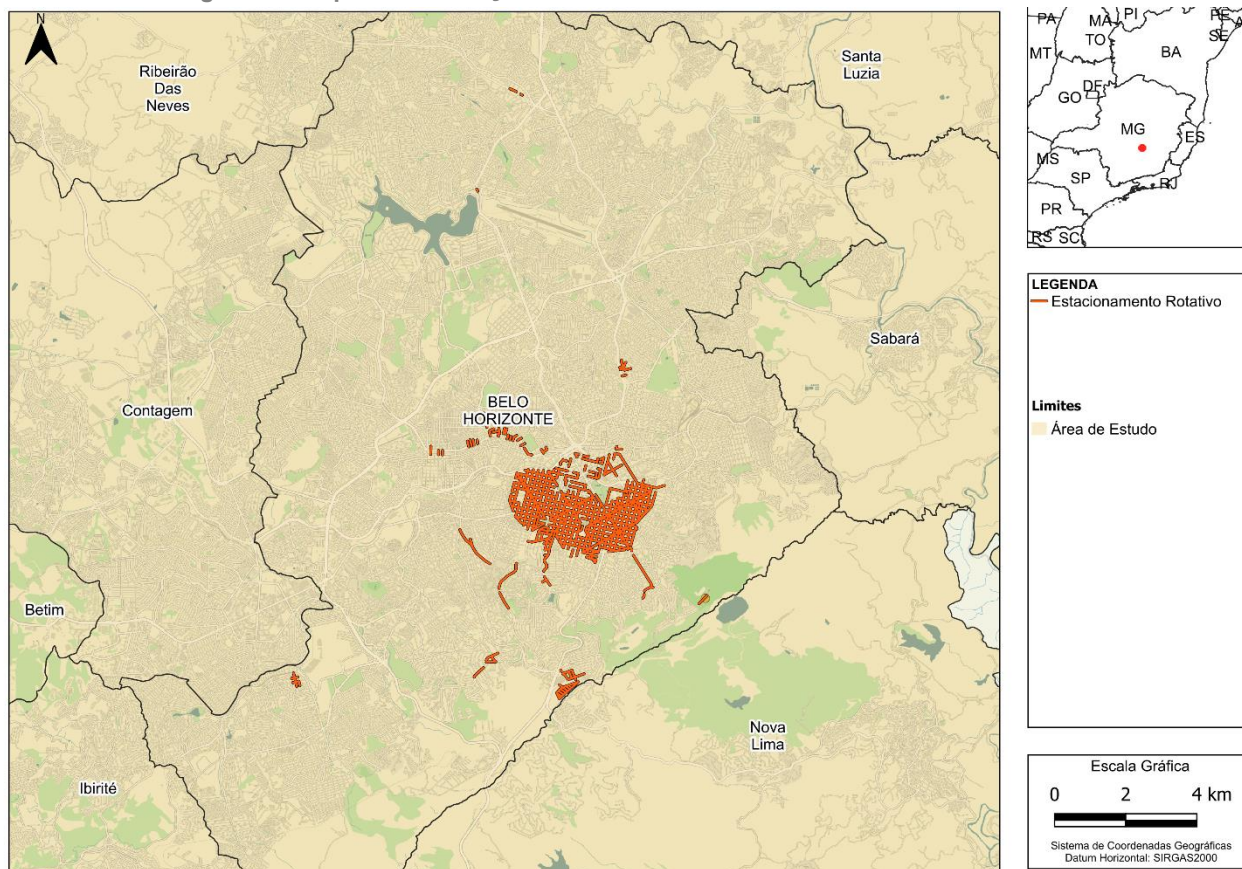 N
Ribeirão
Das
Neves
Santa
Luzia
Sabará
Contagem
BELO
HORIZONTE
Betim
Nova
Lima
Ibirité
PA
MA
PI
PE
TO
SE
MT
BA
DF
GO
MG
ES
MS
SP
RJ
PR
RS
SC
LEGENDA
Estacionamento Rotativo
Limites
Área de Estudo
Escala Gráfica
0 2 4 km
Sistema de Coordenadas Geográficas
Datum Horizontal: SIRGAS2000